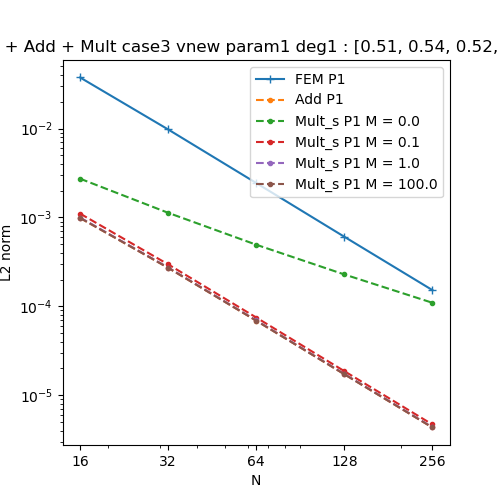 + Add + Mult case3 vnew param1 deg1 : [0.51, 0.54, 0.52,
FEM P1
Add P1
Mult_s P1 M = 0.0
Mult_s P1 M = 0.1
Mult_s P1 M = 1.0
Mult_s P1 M = 100.0
10⁻²
10⁻³
10⁻⁴
10⁻⁵
L2 norm
16 32 64 128 256
N